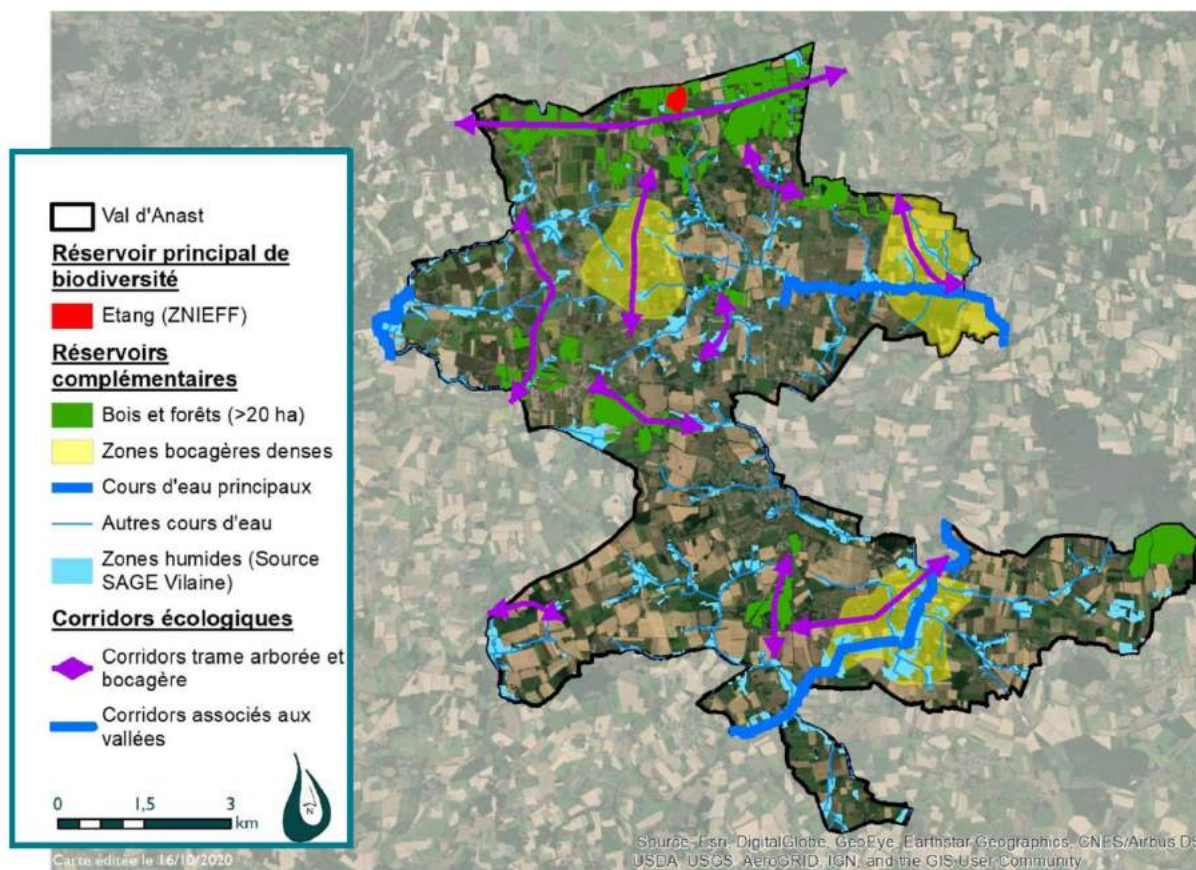 Val d'Anast
Réservoir principal de
biodiversité
Etang (ZNIEFF)
Réservoirs
complémentaires
Bois et forêts (>20 ha)
Zones bocagères denses
Cours d'eau principaux
Autres cours d'eau
Zones humides (Source
SAGE Vilaine)
Corridors écologiques
Corridors trame arborée et
bocagère
Corridors associés aux
vallées
0 1,5 3
km
N
Carte éditée le 16/10/2020
Source, Esri, DigitalGlobe, GeoEye, Earthstar Geographics, CNES/Airbus DS,
USDA, USGS, AeroGRID, IGN, and the GIS User Community